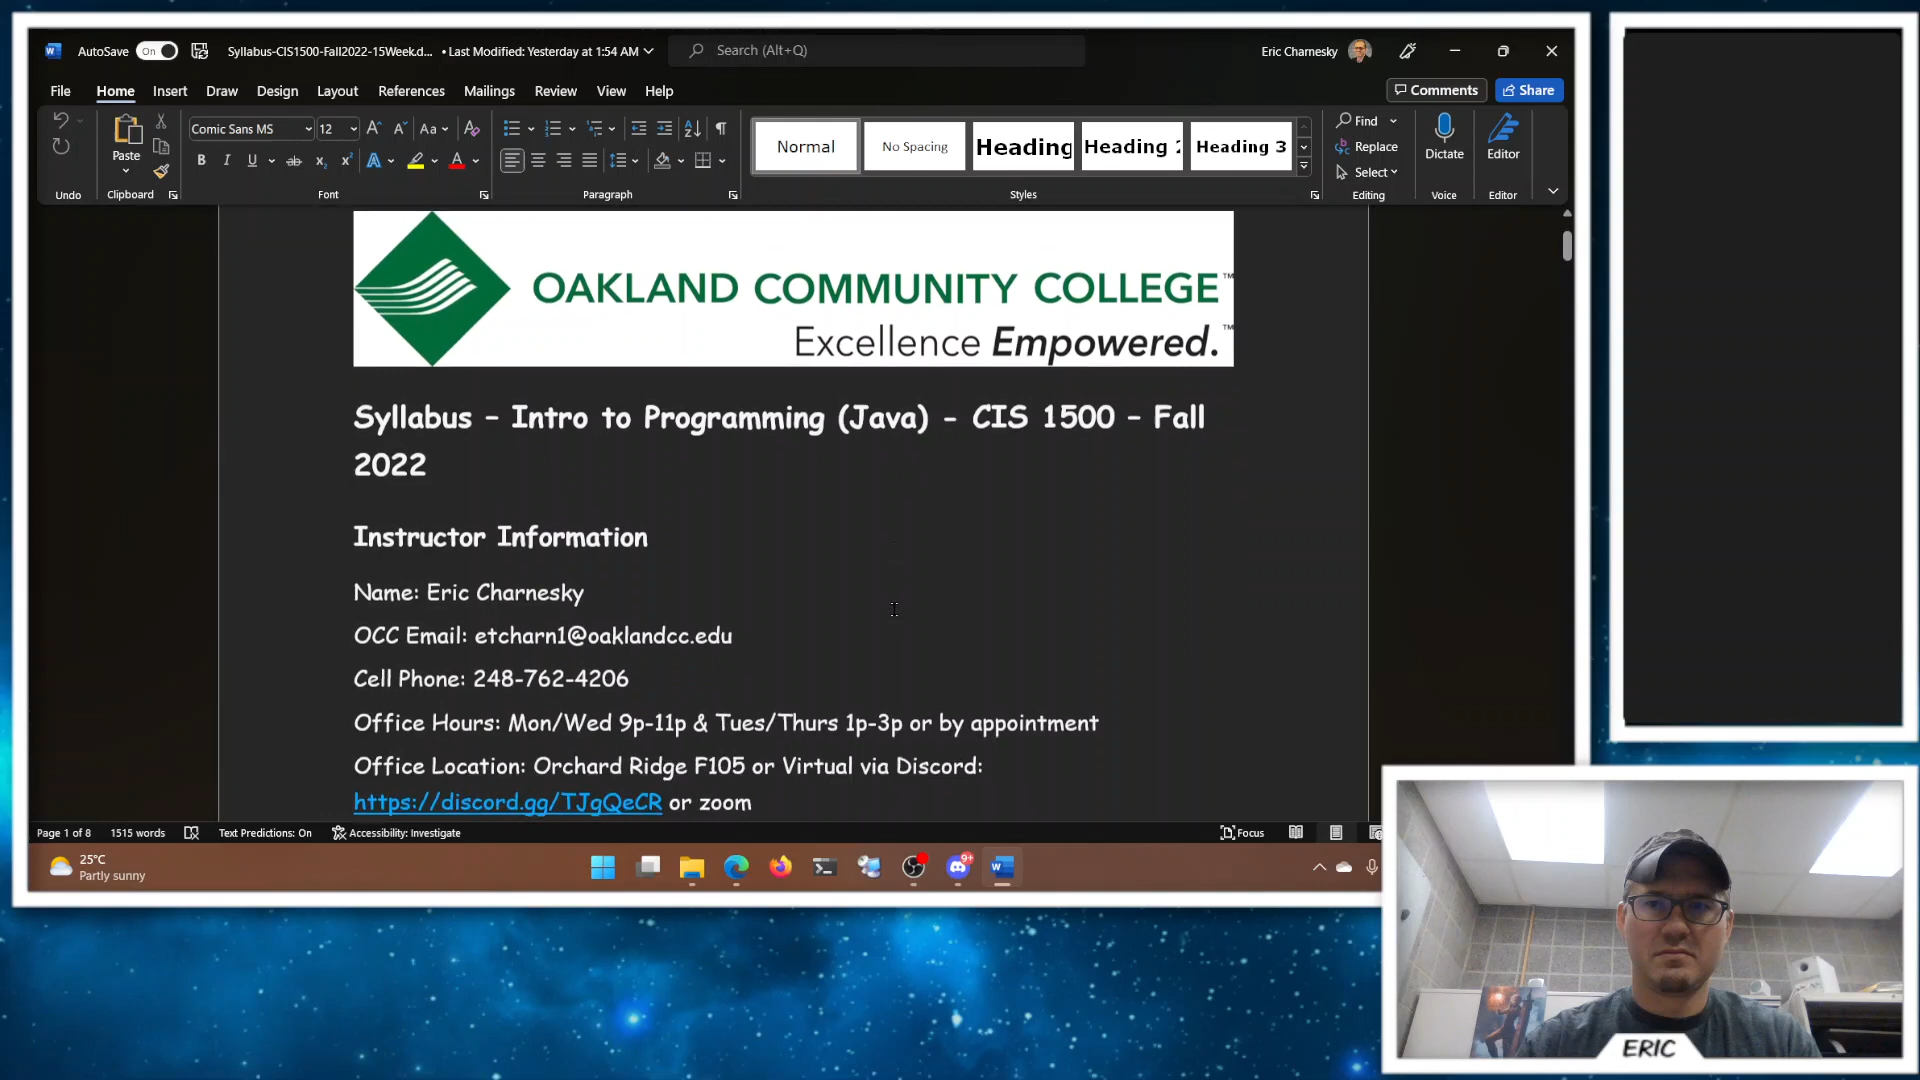 AutoSave On Syllabus-CIS1500-Fall2022-15Week.d... • Last Modified: Yesterday at 1:54 AM Search (Alt+Q) Eric Charnesky
File Home Insert Draw Design Layout References Mailings Review View Help Comments Share
Comic Sans MS 12 Aa
Paste
Normal No Spacing Heading Heading 2 Heading 3
Find
Replace
Select
Dictate Editor
Undo Clipboard Font Paragraph Styles Editing Voice Editor
OAKLAND COMMUNITY COLLEGE™
Excellence Empowered.™
Syllabus – Intro to Programming (Java) - CIS 1500 – Fall
2022
Instructor Information
Name: Eric Charnesky
OCC Email: etcharn1@oaklandcc.edu
Cell Phone: 248-762-4206
Office Hours: Mon/Wed 9p-11p & Tues/Thurs 1p-3p or by appointment
Office Location: Orchard Ridge F105 or Virtual via Discord:
https://discord.gg/TJgQeCR or zoom
Page 1 of 8 1515 words Text Predictions: On Accessibility: Investigate Focus
25°C
Partly sunny
9+
ERIC